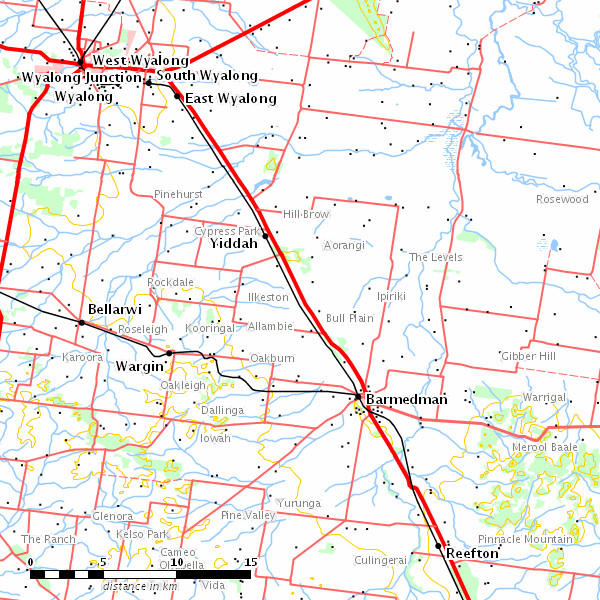 West Wyalong
Wyalong Junction
South Wyalong
Wyalong
East Wyalong
Pinehurst
Rosewood
Hill Brow
Cypress Park
Yiddah
Aorangi
The Levels
Rockdale
Ilkeston
Ipiriki
Bellarwi
Bull Plain
Roseleigh
Kooringal
Allambie
Karoora
Wargin
Oakburn
Gibber Hill
Oakleigh
Barmedman
Warrigal
Dallinga
Iowah
Merool Baale
Yurunga
Glenora
Pine Valley
Kelso Park
The Ranch
Pinnacle Mountain
Cameo
Reefton
Culingerai
0 5 10 15
Vida
distance in km